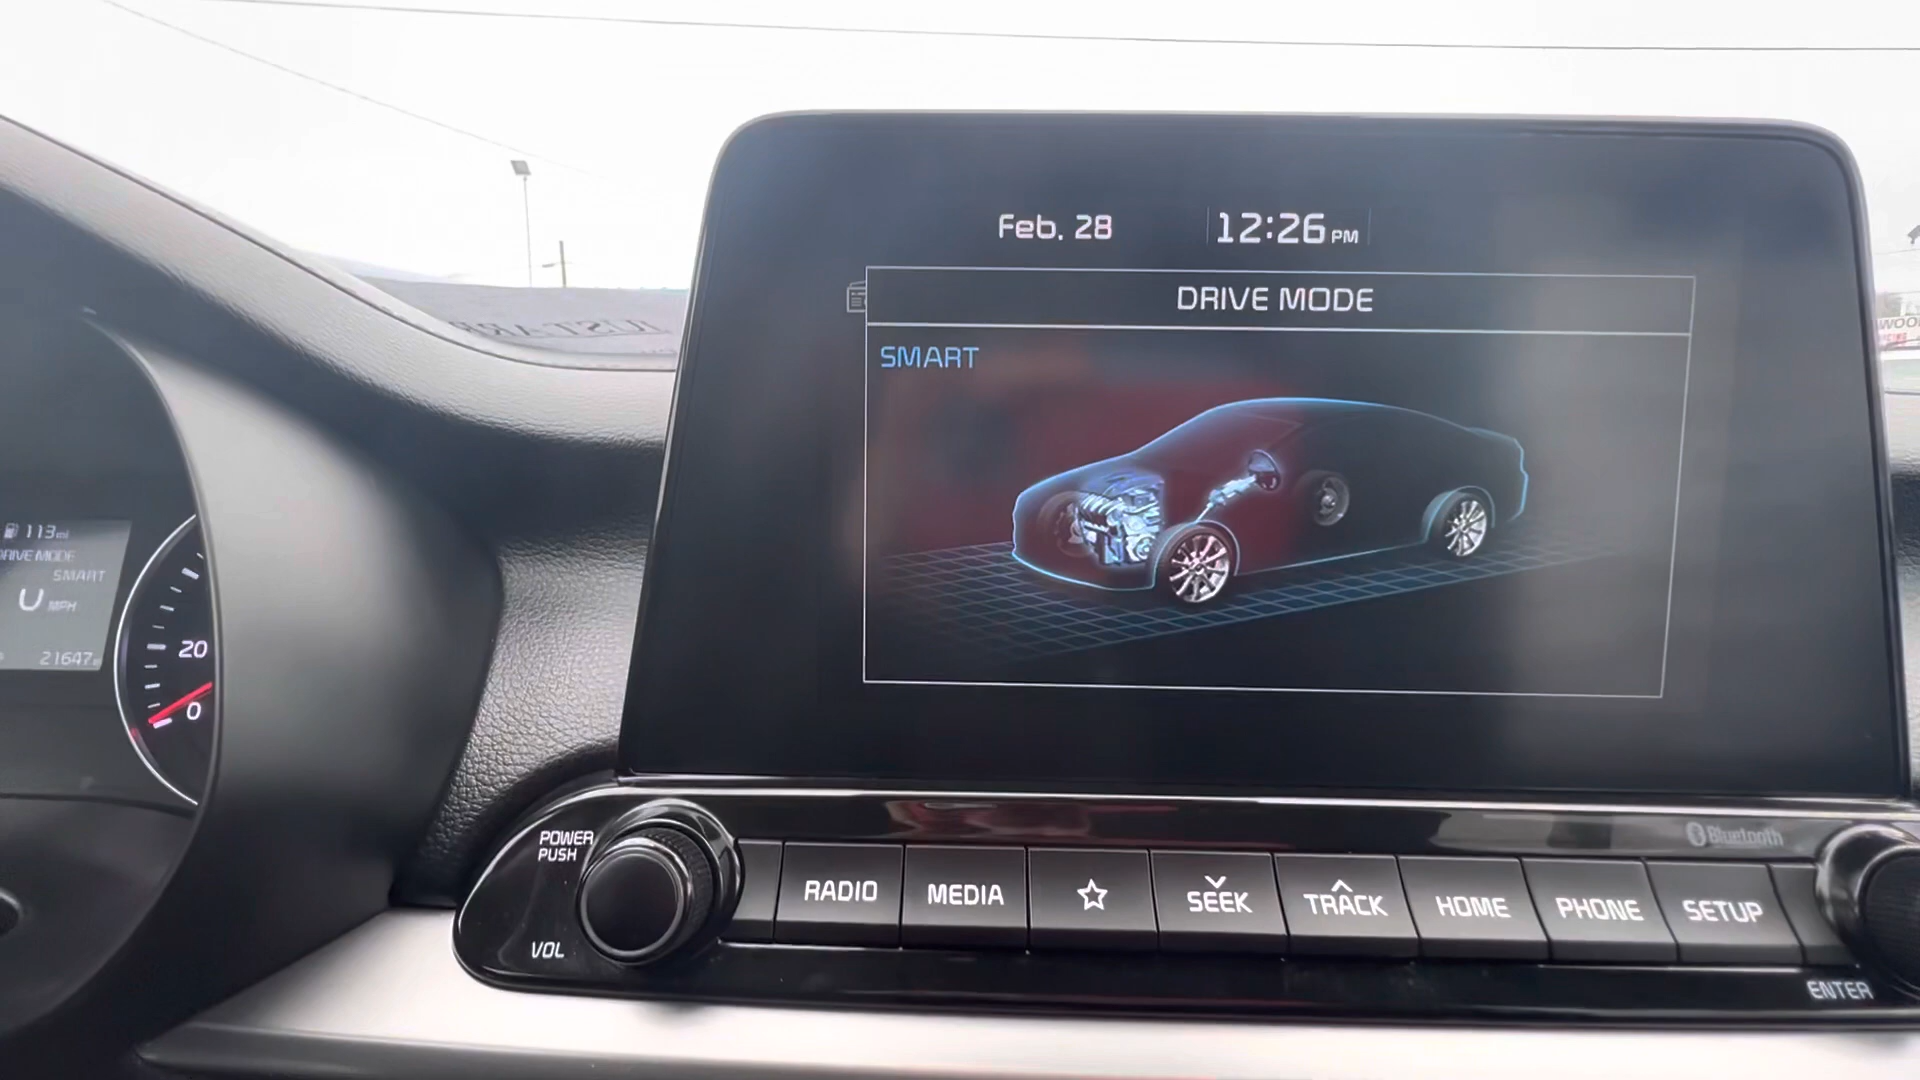 Feb. 28
12:26 PM
DRIVE MODE
SMART
113mi
DRIVE MODE
SMART
0 MPH
21647
20
0
POWER
PUSH
VOL
RADIO
MEDIA
SEEK
TRACK
HOME
PHONE
SETUP
Bluetooth
ENTER